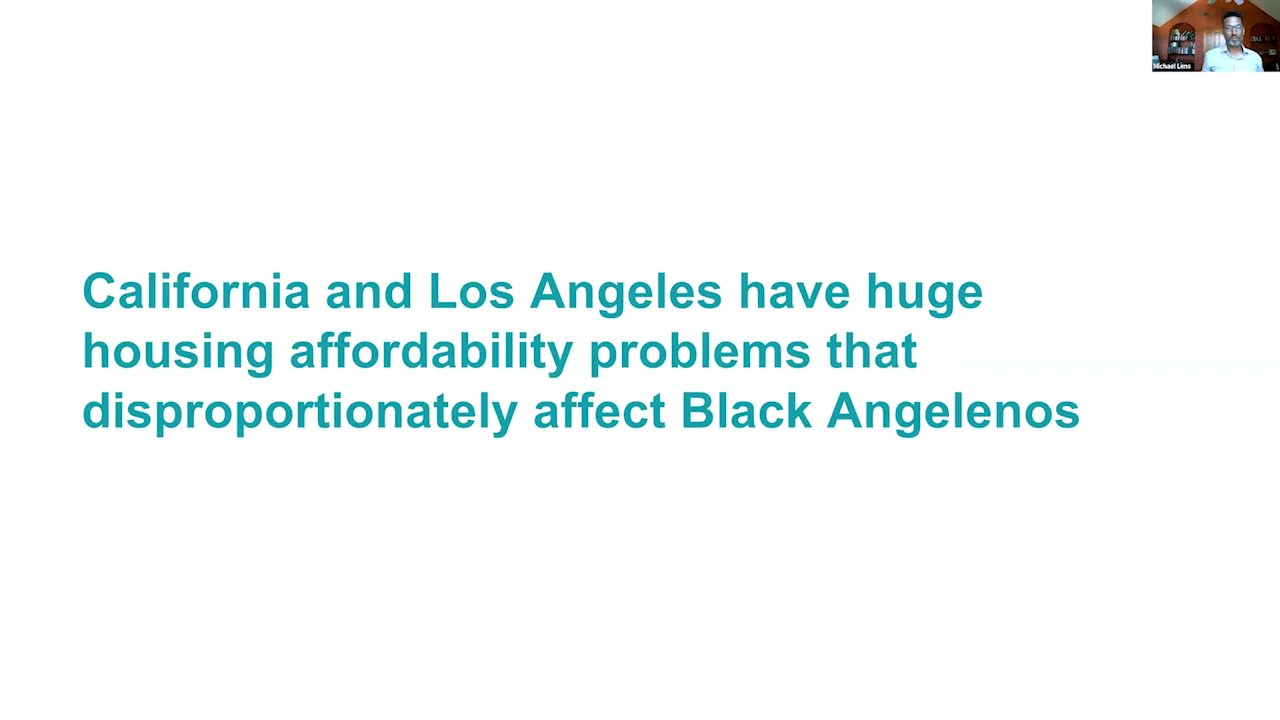 Michael Lens
California and Los Angeles have huge
housing affordability problems that
disproportionately affect Black Angelenos